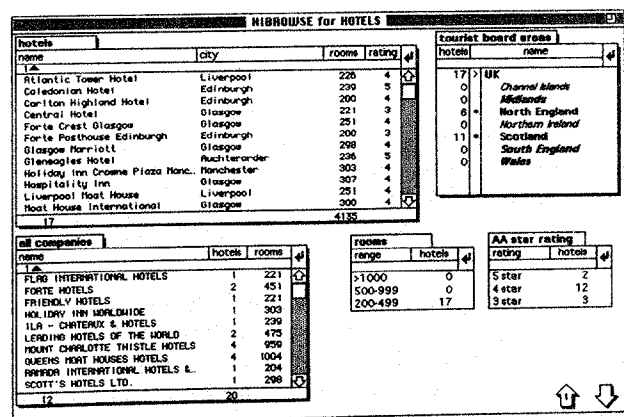 HIBROWSE for HOTELS
hotels
name city rooms rating
1
Atlantic Tower Hotel Liverpool 226 4
Caledonian Hotel Edinburgh 239 5
Carlton Highland Hotel Edinburgh 200 4
Central Hotel Glasgow 221 3
Forte Crest Glasgow Glasgow 251 4
Forte Posthouse Edinburgh Edinburgh 200 3
Glasgow Marriott Glasgow 298 4
Gleneagles Hotel Auchterarder 236 5
Holiday Inn Crowne Plaza Manc.. Manchester 303 4
Hospitality Inn Glasgow 307 4
Liverpool Moat House Liverpool 251 4
Moat House International Glasgow 300 4
17 4135
tourist board areas
hotels name
17 > UK
0 Channel Islands
0 Midlands
6 * North England
0 Northern Ireland
11 * Scotland
0 South England
0 Wales
all companies
name hotels rooms
1
FLAG INTERNATIONAL HOTELS 1 221
FORTE HOTELS 2 451
FRIENDLY HOTELS 1 221
HOLIDAY INN WORLDWIDE 1 303
ILA - CHATEAUX & HOTELS 1 239
LEADING HOTELS OF THE WORLD 2 475
MOUNT CHARLOTTE THISTLE HOTELS 4 959
QUEENS MOAT HOUSES HOTELS 4 1004
RAMADA INTERNATIONAL HOTELS &.. 1 204
SCOTT'S HOTELS LTD. 1 298
12 20
rooms
range hotels
>1000 0
500-999 0
200-499 17
AA star rating
rating hotels
5 star 2
4 star 12
3 star 3